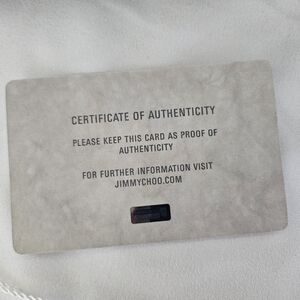 CERTIFICATE OF AUTHENTICITY
PLEASE KEEP THIS CARD AS PROOF OF
AUTHENTICITY
FOR FURTHER INFORMATION VISIT
JIMMYCHOO.COM